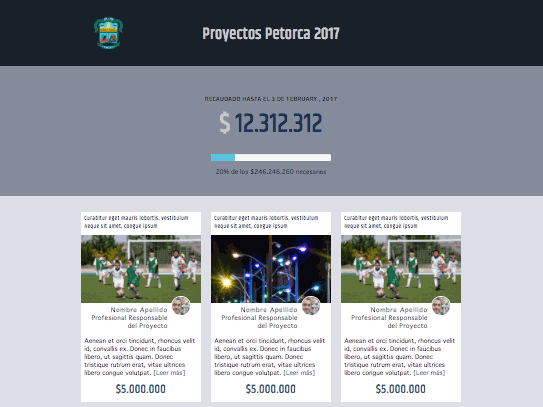 Proyectos Petorca 2017
RECAUDADO HASTA EL 3 DE FEBRUARY , 2017
$ 12.312.312
20% de los $246,246,260 necesarios
Curabitur eget mauris lobortis, vestibulum
neque sit amet, congue ipsum
Nombre Apellido
Profesional Responsable
del Proyecto
Aenean et orci tincidunt, rhoncus velit
id, convallis ex. Donec in faucibus
libero, ut sagittis quam. Donec
tristique rutrum erat, vitae ultrices
libero congue volutpat. [Leer más]
$5.000.000
Curabitur eget mauris lobortis, vestibulum
neque sit amet, congue ipsum
Nombre Apellido
Profesional Responsable
del Proyecto
Aenean et orci tincidunt, rhoncus velit
id, convallis ex. Donec in faucibus
libero, ut sagittis quam. Donec
tristique rutrum erat, vitae ultrices
libero congue volutpat. [Leer más]
$5.000.000
Curabitur eget mauris lobortis, vestibulum
neque sit amet, congue ipsum
Nombre Apellido
Profesional Responsable
del Proyecto
Aenean et orci tincidunt, rhoncus velit
id, convallis ex. Donec in faucibus
libero, ut sagittis quam. Donec
tristique rutrum erat, vitae ultrices
libero congue volutpat. [Leer más]
$5.000.000